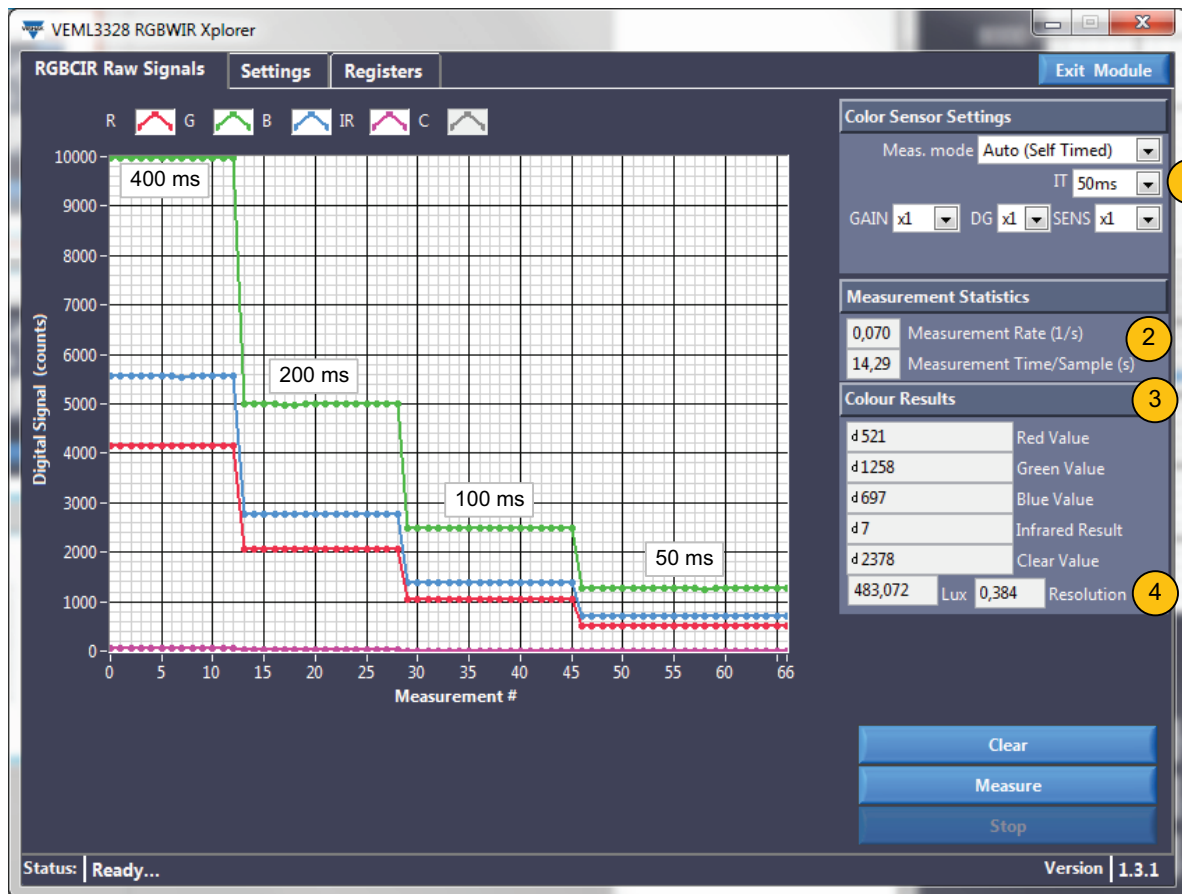 VEML3328 RGBWIR Xplorer
RGBCIR Raw Signals Settings Registers Exit Module
R G B IR C
Digital Signal (counts)
10000
9000
8000
7000
6000
5000
4000
3000
2000
1000
0
400 ms
200 ms
100 ms
50 ms
0 5 10 15 20 25 30 35 40 45 50 55 60 66
Measurement #
Color Sensor Settings
Meas. mode Auto (Self Timed)
IT 50ms
GAIN x1 DG x1 SENS x1
Measurement Statistics
0,070 Measurement Rate (1/s)
14,29 Measurement Time/Sample (s)
2
Colour Results
3
d 521 Red Value
d 1258 Green Value
d 697 Blue Value
d 7 Infrared Result
d 2378 Clear Value
483,072 Lux 0,384 Resolution
4
Clear
Measure
Stop
Status: Ready... Version 1.3.1